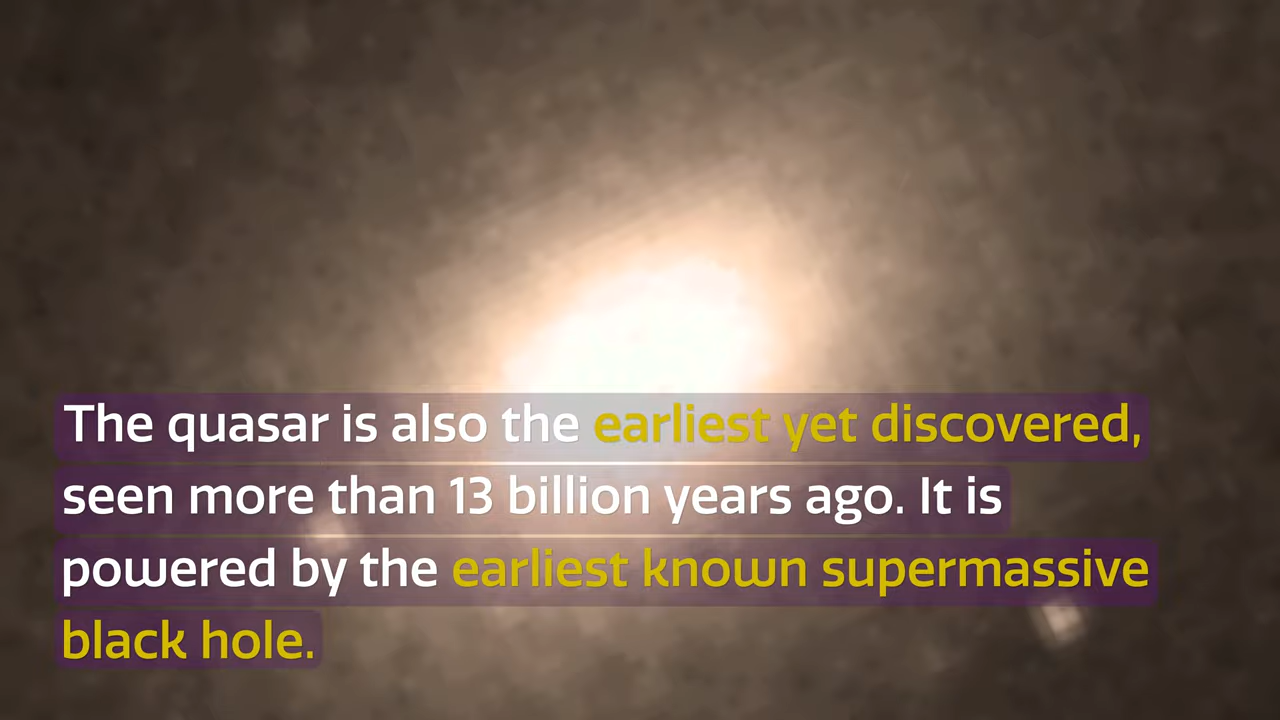 The quasar is also the earliest yet discovered,
seen more than 13 billion years ago. It is
powered by the earliest known supermassive
black hole.